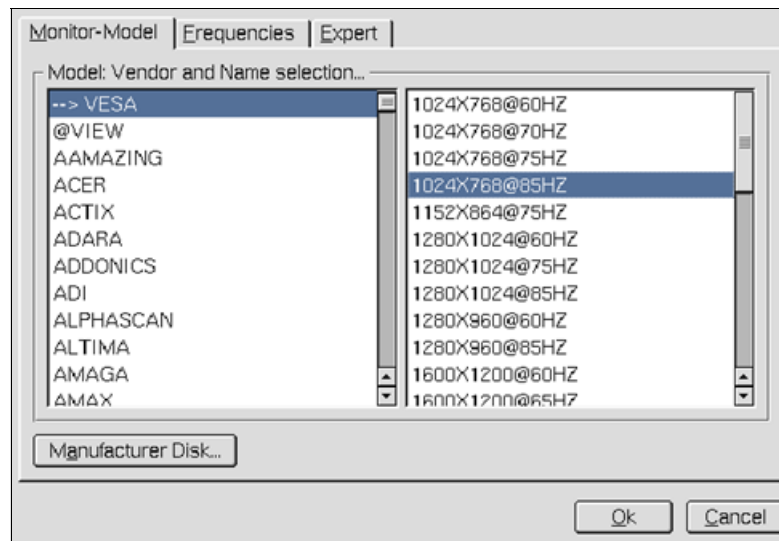 Monitor-Model Frequencies Expert
Model: Vendor and Name selection...
--> VESA
@VIEW
AAMAZING
ACER
ACTIX
ADARA
ADDONICS
ADI
ALPHASCAN
ALTIMA
AMAGA
AMAX
1024X768@60HZ
1024X768@70HZ
1024X768@75HZ
1024X768@85HZ
1152X864@75HZ
1280X1024@60HZ
1280X1024@75HZ
1280X1024@85HZ
1280X960@60HZ
1280X960@85HZ
1600X1200@60HZ
1600X1200@65HZ
Manufacturer Disk...
Ok Cancel